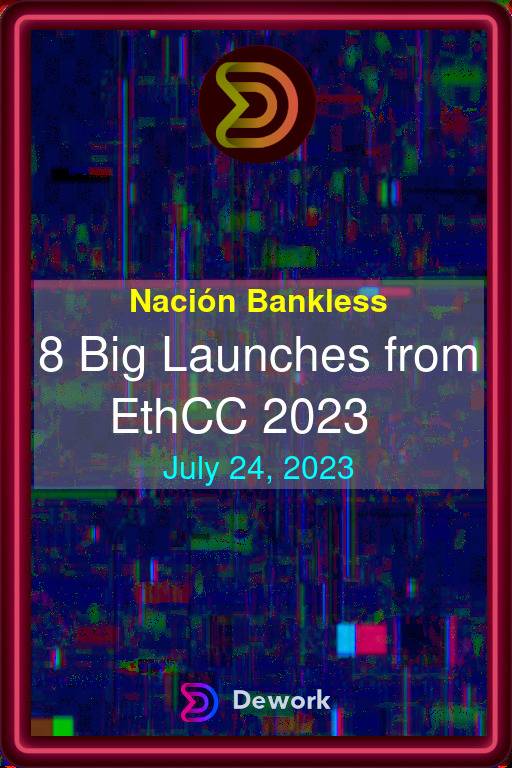 Nación Bankless
8 Big Launches from
EthCC 2023
July 24, 2023
Dework